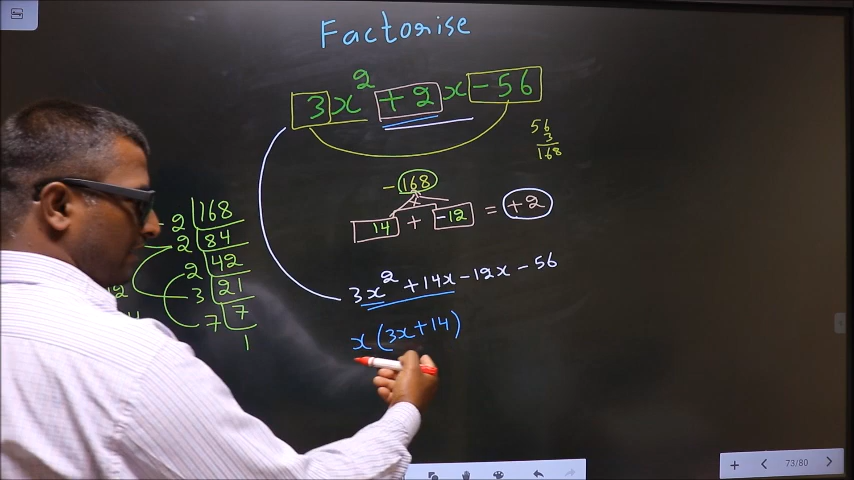 Factorise
3x² +2x -56
56
3
168
-168
14 + -12 = +2
2 168
2 84
2 42
3 21
7 7
1
12
3x² +14x -12x -56
x(3x+14)
73/80